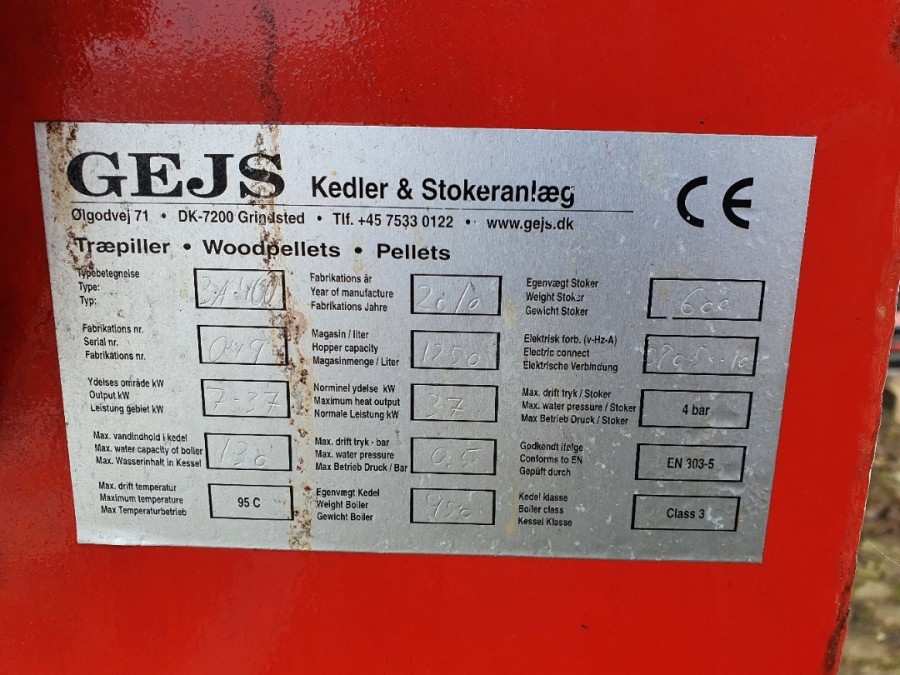 GEJS Kedler & Stokeranlæg
Ølgodvej 71 • DK-7200 Grindsted • Tlf. +45 7533 0122 • www.gejs.dk
Træpiller • Woodpellets • Pellets
CE
Typebetegnelse
Type:
Typ:
Fabrikations år
Year of manufacture
Fabrikations Jahre
2010
Egenvægt Stoker
Weight Stoker
Gewicht Stoker
600
Fabrikations nr.
Serial nr.
Fabrikations nr.
049
Magasin / liter
Hopper capacity
Magasinmenge / Liter
1250
Elektrisk forb. (v-Hz-A)
Electric connect
Elektrische Verbindung
Ydelses område kW
Output kW
Leistung gebiet kW
7-37
Norminel ydelse kW
Maximum heat output
Normale Leistung kW
37
Max. drift tryk / Stoker
Max. water pressure / Stoker
Max Betrieb Druck / Stoker
4 bar
Max. vandindhold i kedel
Max. water capacity of boiler
Max. Wasserinhalt in Kessel
130
Max. drift tryk - bar
Max. water pressure
Max Betrieb Druck / Bar
0.5
Godkendt ifølge
Conforms to EN
Gepüft durch
EN 303-5
Max. drift temperatur
Maximum temperature
Max Temperaturbetrieb
95 C
Egenvægt Kedel
Weight Boiler
Gewicht Boiler
Kedel klasse
Boiler class
Kessel Klasse
Class 3